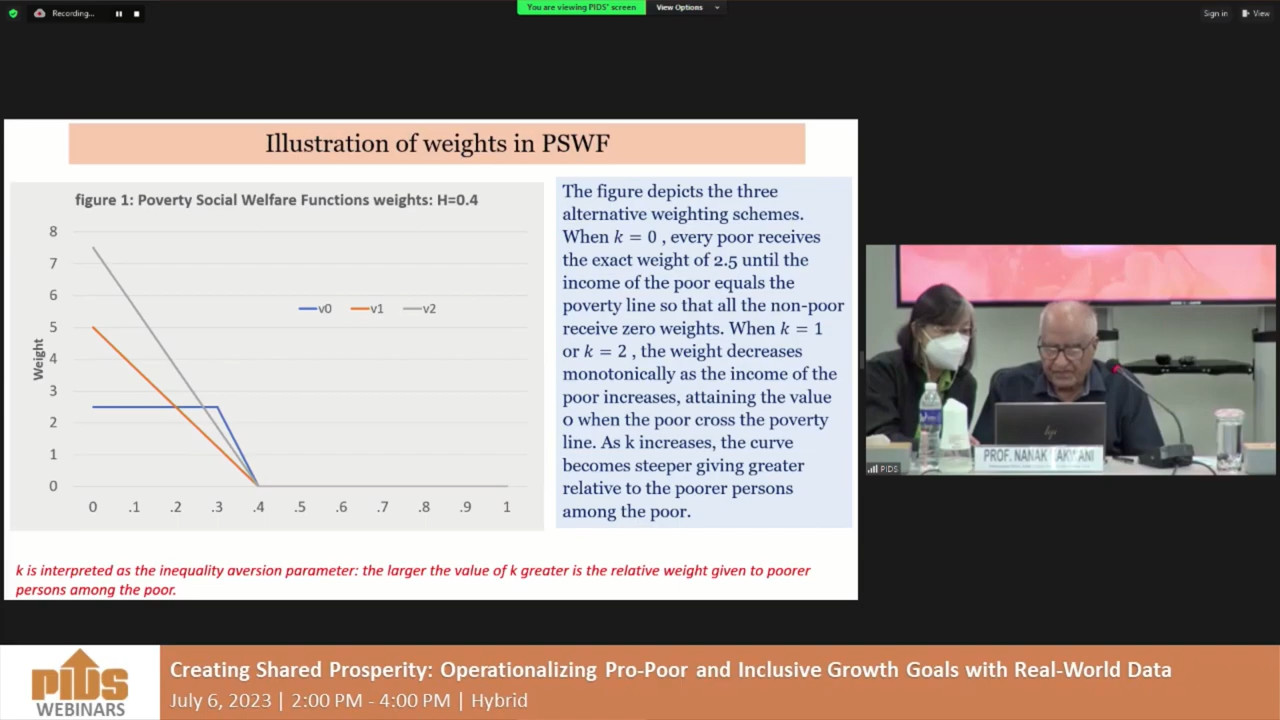 Recording...
You are viewing PIDS' screen
View Options
Sign in
View
Illustration of weights in PSWF
figure 1: Poverty Social Welfare Functions weights: H=0.4
8
7
6
5
4
3
2
1
0
Weight
v0 v1 v2
0 .1 .2 .3 .4 .5 .6 .7 .8 .9 1
The figure depicts the three
alternative weighting schemes.
When k = 0 , every poor receives
the exact weight of 2.5 until the
income of the poor equals the
poverty line so that all the non-poor
receive zero weights. When k = 1
or k = 2 , the weight decreases
monotonically as the income of the
poor increases, attaining the value
0 when the poor cross the poverty
line. As k increases, the curve
becomes steeper giving greater
relative to the poorer persons
among the poor.
k is interpreted as the inequality aversion parameter: the larger the value of k greater is the relative weight given to poorer
persons among the poor.
hp
PROF. NANAK
PIDS
PIDS
WEBINARS
Creating Shared Prosperity: Operationalizing Pro-Poor and Inclusive Growth Goals with Real-World Data
July 6, 2023 | 2:00 PM - 4:00 PM | Hybrid